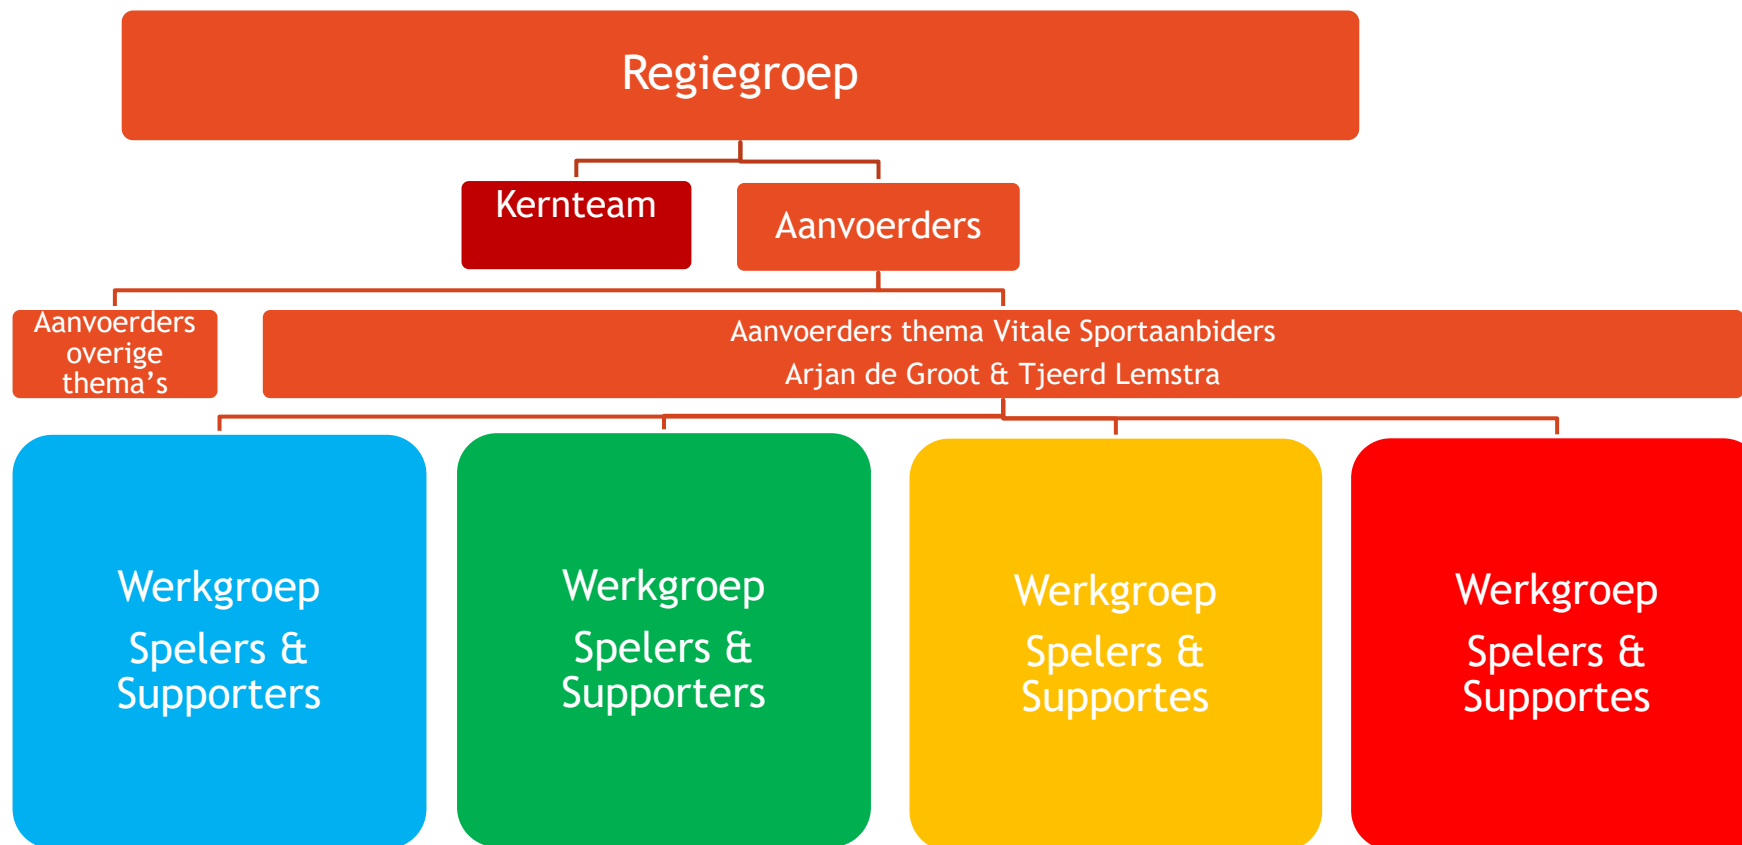 Regiegroep
Kernteam
Aanvoerders
Aanvoerders
overige
thema’s
Aanvoerders thema Vitale Sportaanbiders
Arjan de Groot & Tjeerd Lemstra
Werkgroep
Spelers &
Supporters
Werkgroep
Spelers &
Supporters
Werkgroep
Spelers &
Supportes
Werkgroep
Spelers &
Supportes